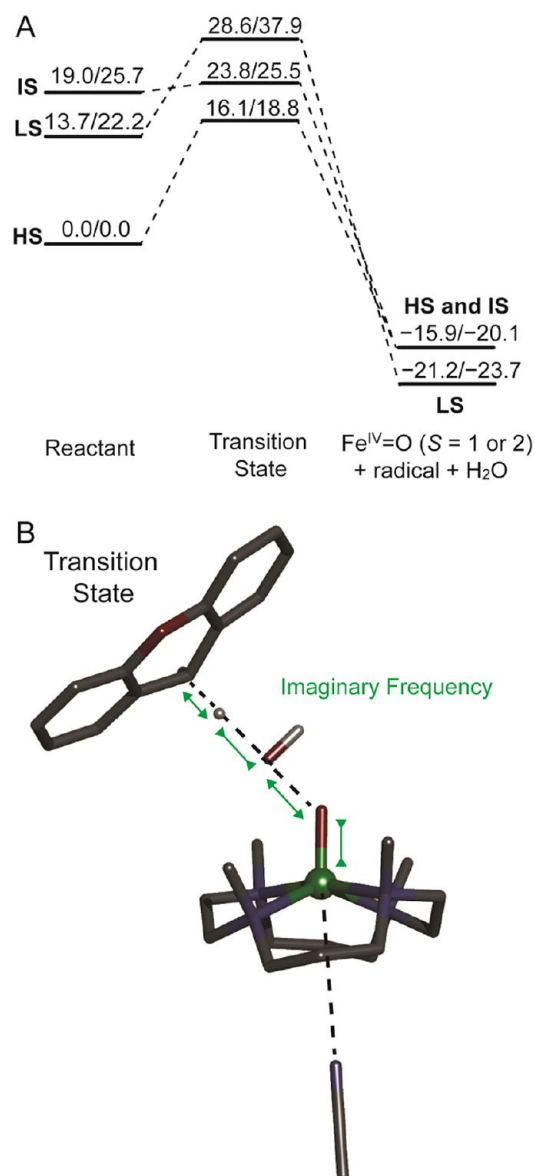 A
28.6/37.9
IS 19.0/25.7 23.8/25.5
LS 13.7/22.2 16.1/18.8
HS 0.0/0.0
HS and IS
−15.9/−20.1
−21.2/−23.7
LS
Reactant
Transition
State
Feᴵⱽ=O (S = 1 or 2)
+ radical + H₂O
B
Transition
State
Imaginary Frequency